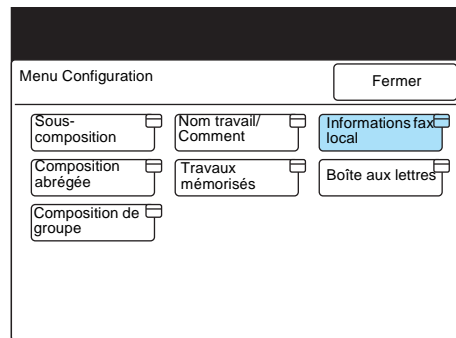 Menu Configuration
Fermer
Sous-
composition
Nom travail/
Comment
Informations fax
local
Composition
abrégée
Travaux
mémorisés
Boîte aux lettres
Composition de
groupe